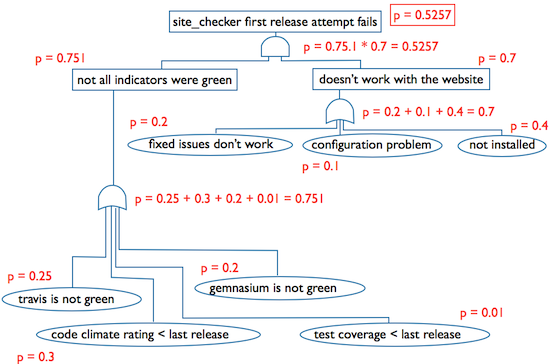 site_checker first release attempt fails
p = 0.5257
p = 0.75.1 * 0.7 = 0.5257
p = 0.751
not all indicators were green
doesn't work with the website
p = 0.7
p = 0.2 + 0.1 + 0.4 = 0.7
p = 0.2
p = 0.4
fixed issues don't work
configuration problem
not installed
p = 0.1
p = 0.25 + 0.3 + 0.2 + 0.01 = 0.751
p = 0.25
p = 0.2
gemnasium is not green
travis is not green
p = 0.01
code climate rating < last release
test coverage < last release
p = 0.3